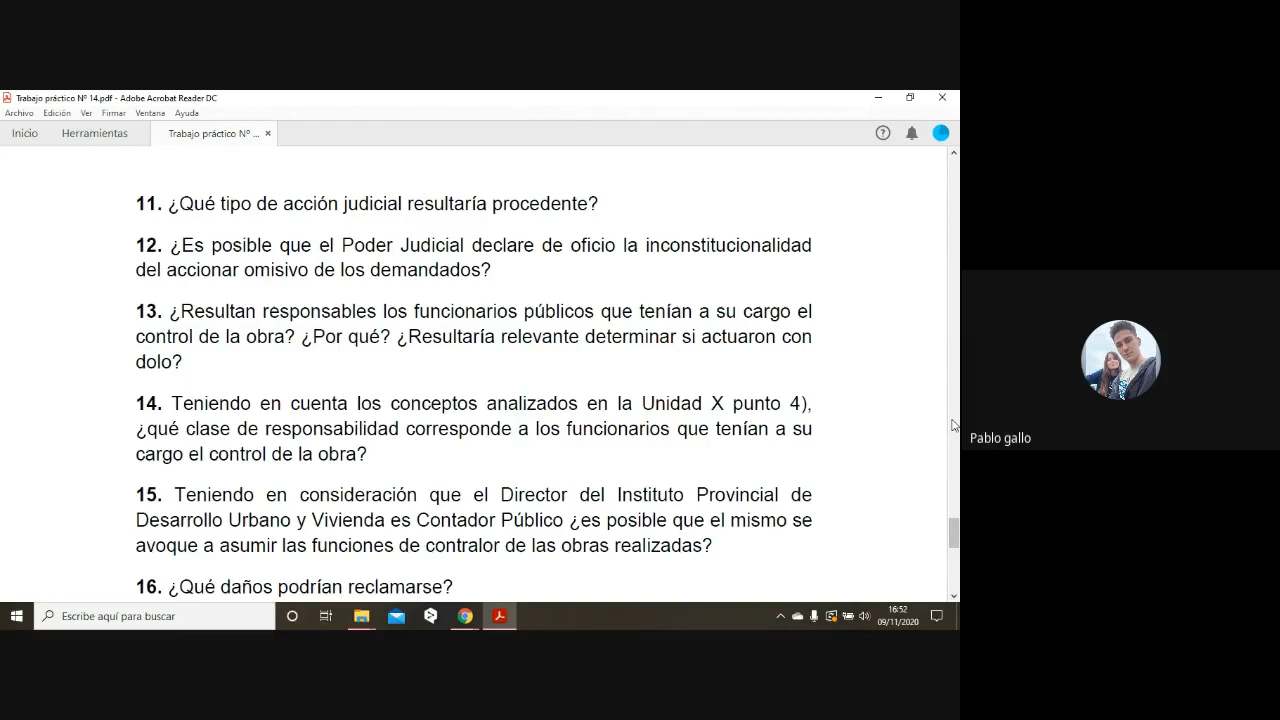 Trabajo práctico Nº 14.pdf - Adobe Acrobat Reader DC
Archivo Edición Ver Firmar Ventana Ayuda
Inicio Herramientas Trabajo práctico Nº ... ×
11. ¿Qué tipo de acción judicial resultaría procedente?
12. ¿Es posible que el Poder Judicial declare de oficio la inconstitucionalidad
del accionar omisivo de los demandados?
13. ¿Resultan responsables los funcionarios públicos que tenían a su cargo el
control de la obra? ¿Por qué? ¿Resultaría relevante determinar si actuaron con
dolo?
14. Teniendo en cuenta los conceptos analizados en la Unidad X punto 4),
¿qué clase de responsabilidad corresponde a los funcionarios que tenían a su
cargo el control de la obra?
15. Teniendo en consideración que el Director del Instituto Provincial de
Desarrollo Urbano y Vivienda es Contador Público ¿es posible que el mismo se
avoque a asumir las funciones de contralor de las obras realizadas?
16. ¿Qué daños podrían reclamarse?
Pablo gallo
Escribe aquí para buscar
16:52
09/11/2020